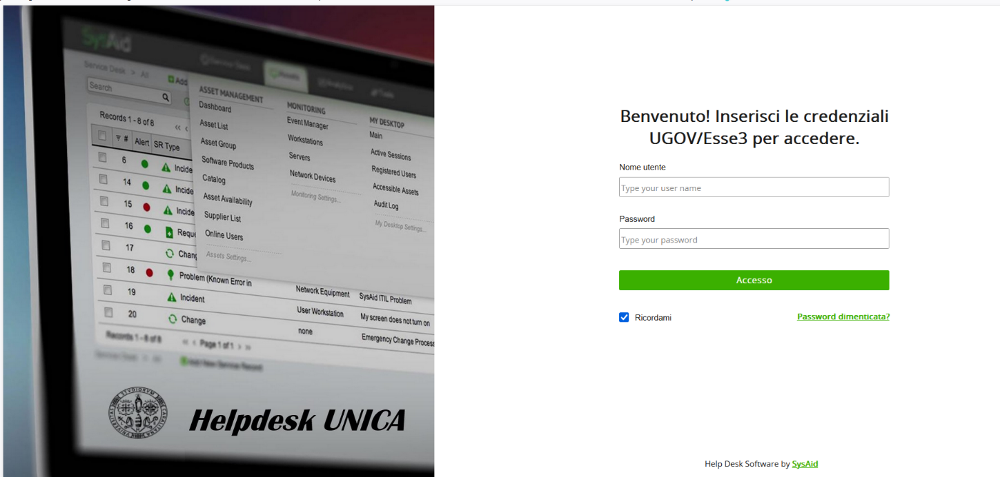 SysAid
Service Desk > All
Add
Search
Records 1 - 8 of 8
# Alert SR Type
6 Incide
14 Incide
15 Incide
16 Reque
17 Chang
18 Problem (Known Error in
19 Incident
20 Change
Network Equipment SysAid ITIL Problem
User Workstation My screen does not turn on
none Emergency Change Process
Records 1 - 8 of 8 Page 1 of 1
Add New Service Record
ASSET MANAGEMENT
Dashboard
Asset List
Asset Group
Software Products
Catalog
Asset Availability
Supplier List
Online Users
Assets Settings...
MONITORING
Event Manager
Workstations
Servers
Network Devices
Monitoring Settings...
MY DESKTOP
Main
Active Sessions
Registered Users
Accessible Assets
Audit Log
My Desktop Settings...
Helpdesk UNICA
Benvenuto! Inserisci le credenziali
UGOV/Esse3 per accedere.
Nome utente
Type your user name
Password
Type your password
Accesso
Ricordami
Password dimenticata?
Help Desk Software by SysAid